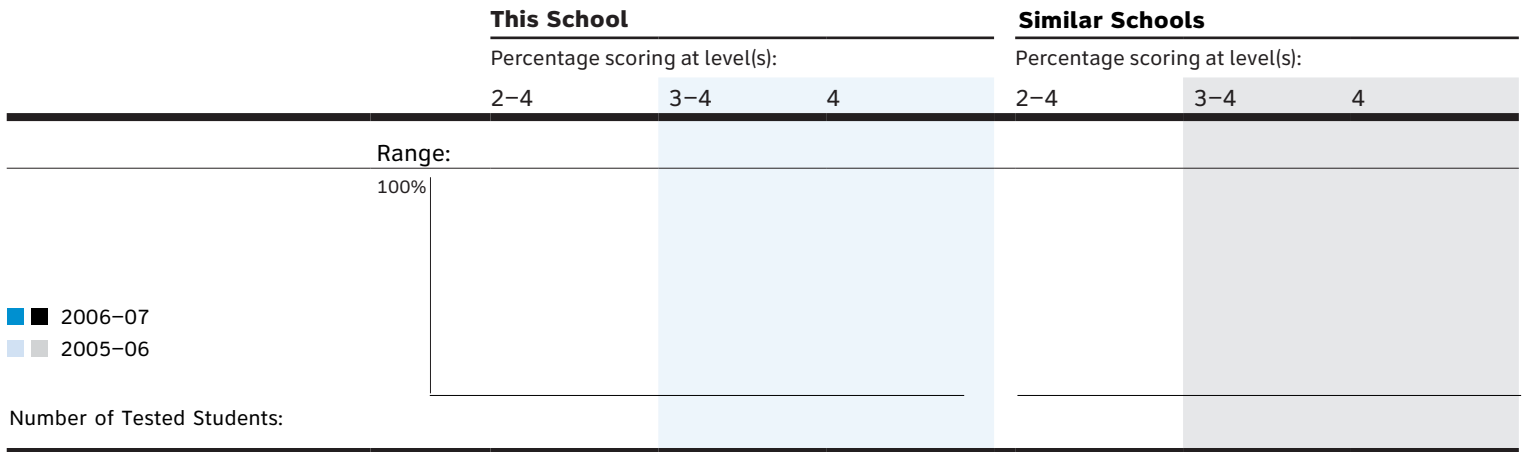 This School Similar Schools
Percentage scoring at level(s): Percentage scoring at level(s):
2–4 3–4 4 2–4 3–4 4
Range:
100%
2006–07
2005–06
Number of Tested Students: